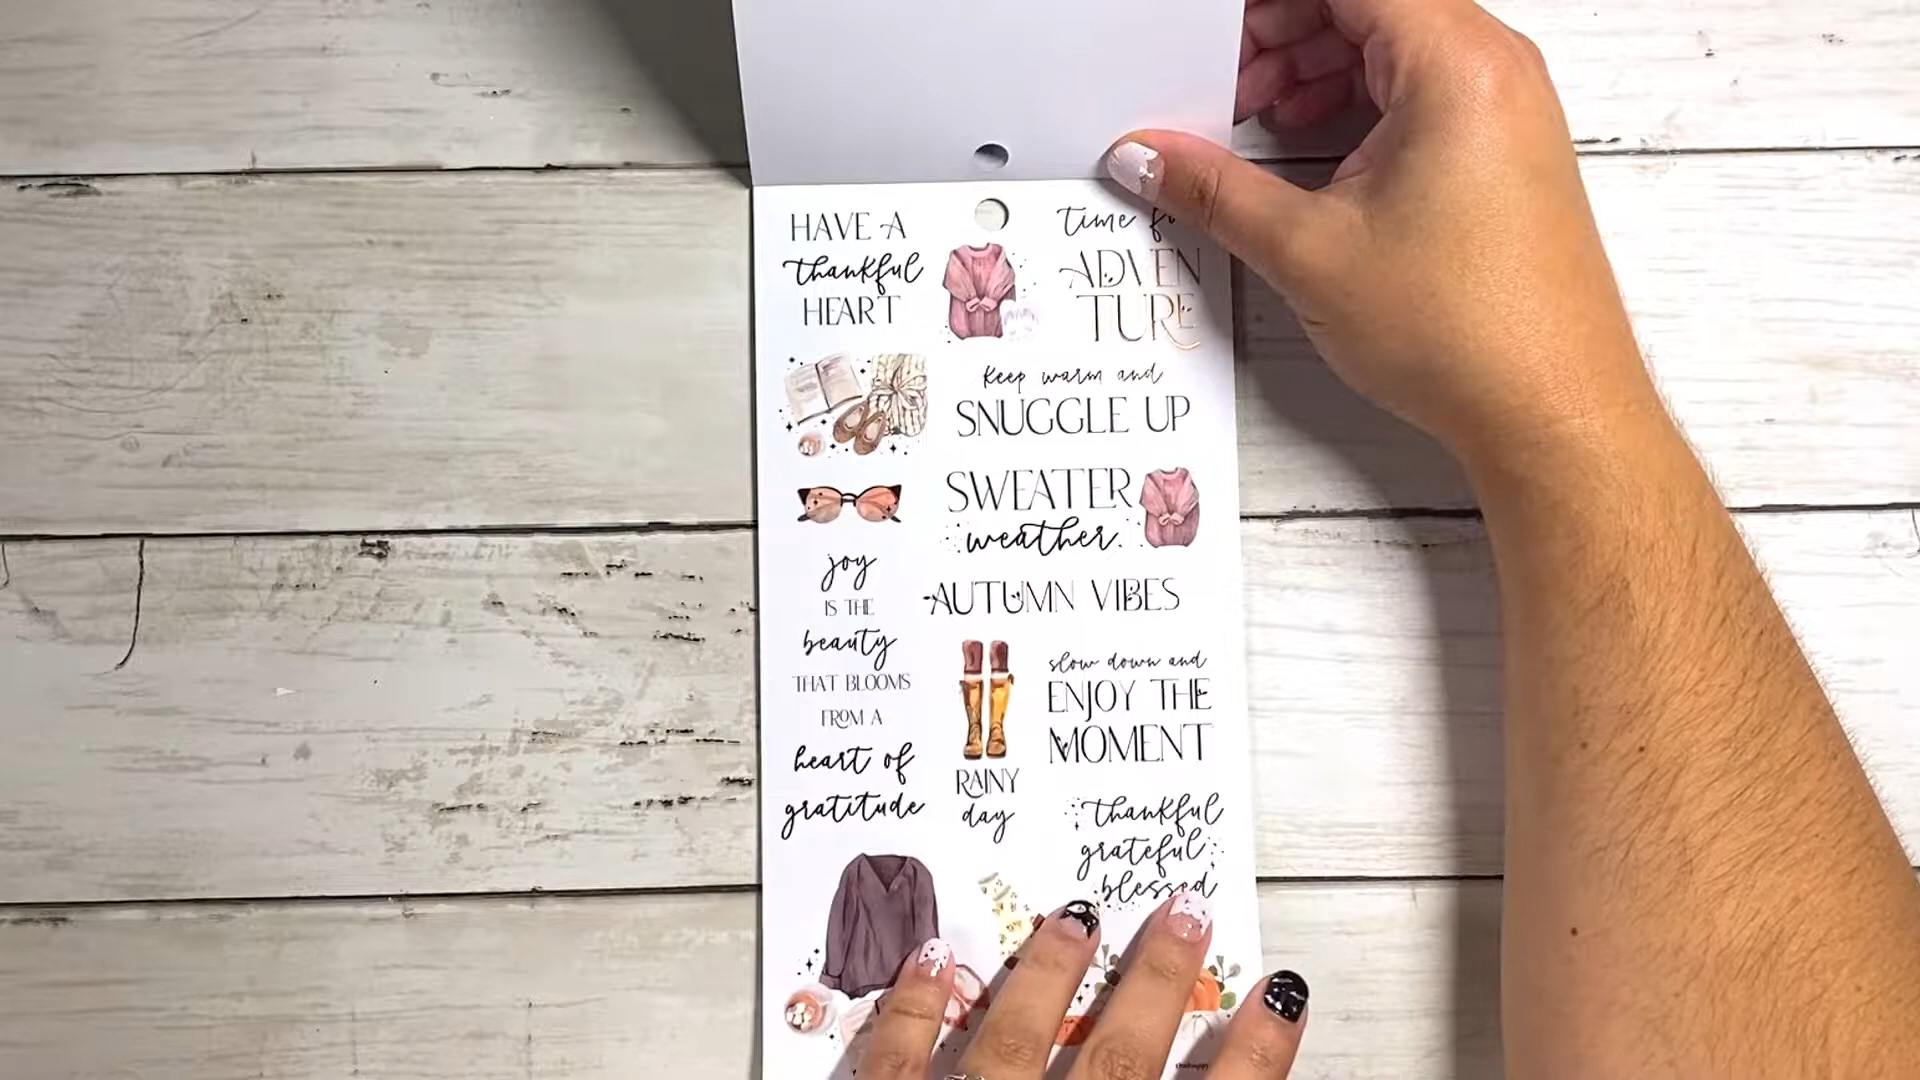 HAVE A
thankful
HEART
time
ADVEN
TURE
Keep warm and
SNUGGLE UP
SWEATER
weather.
AUTUMN VIBES
joy
IS THE
beauty
THAT BLOOMS
FROM A
heart of
gratitude
RAINY
day
slow down and
ENJOY THE
MOMENT
thankful
grateful
blessed